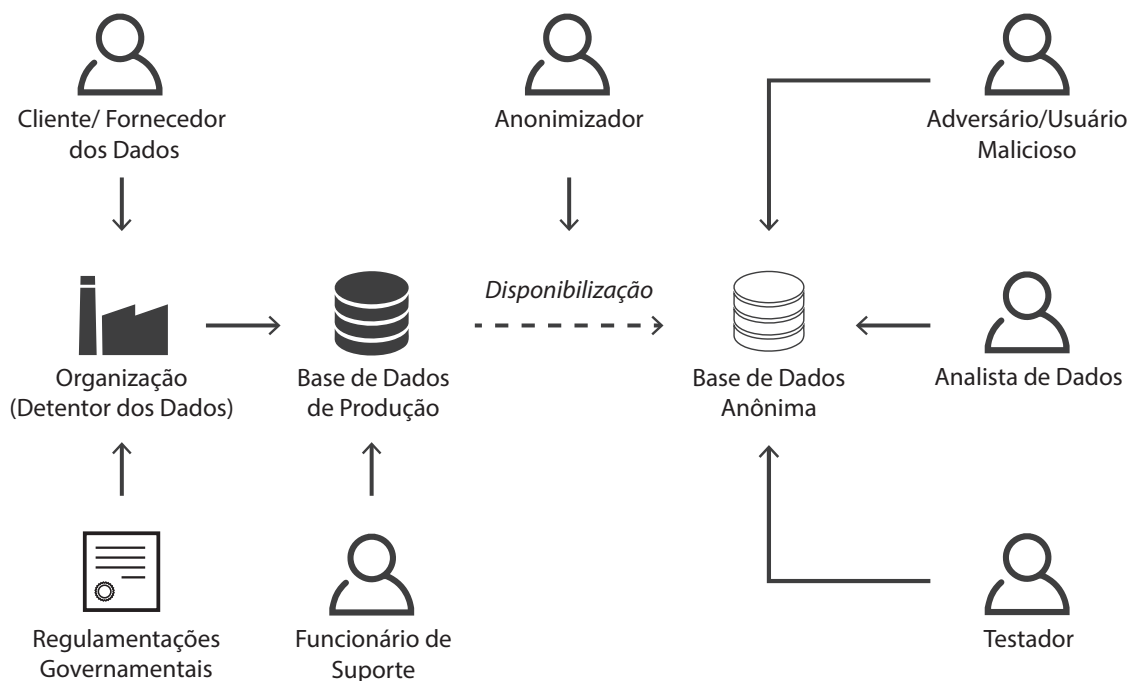 Cliente/ Fornecedor
dos Dados
Anonimizador
Adversário/Usuário
Malicioso
Disponibilização
Organização
(Detentor dos Dados)
Base de Dados
de Produção
Base de Dados
Anônima
Analista de Dados
Regulamentações
Governamentais
Funcionário de
Suporte
Testador